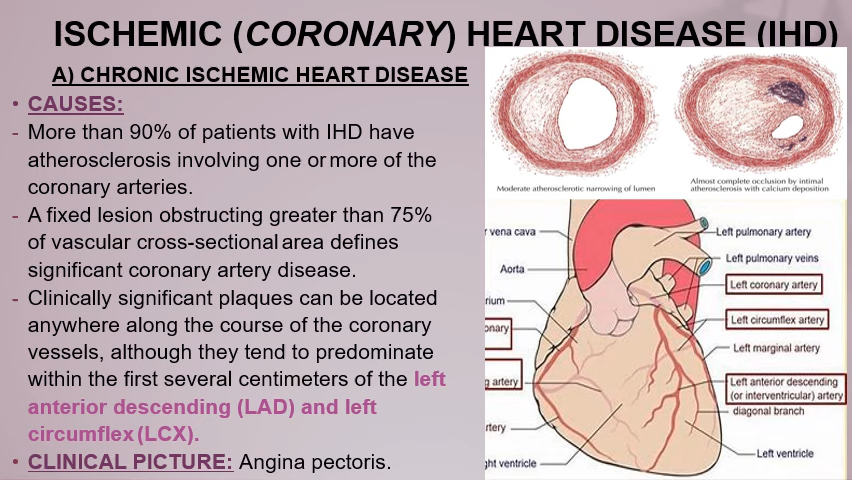 ISCHEMIC (CORONARY) HEART DISEASE (IHD)
A) CHRONIC ISCHEMIC HEART DISEASE
• CAUSES:
- More than 90% of patients with IHD have
atherosclerosis involving one or more of the
coronary arteries.
- A fixed lesion obstructing greater than 75%
of vascular cross-sectional area defines
significant coronary artery disease.
- Clinically significant plaques can be located
anywhere along the course of the coronary
vessels, although they tend to predominate
within the first several centimeters of the left
anterior descending (LAD) and left
circumflex (LCX).
• CLINICAL PICTURE: Angina pectoris.
Moderate atherosclerotic narrowing of lumen
Almost complete occlusion by intimal
atherosclerosis with calcium deposition
r vena cava
Aorta
rium
onary
g artery
rtery
ght ventricle
Left pulmonary artery
Left pulmonary veins
Left coronary artery
Left circumflex artery
Left marginal artery
Left anterior descending
(or interventricular) artery
diagonal branch
Left ventricle